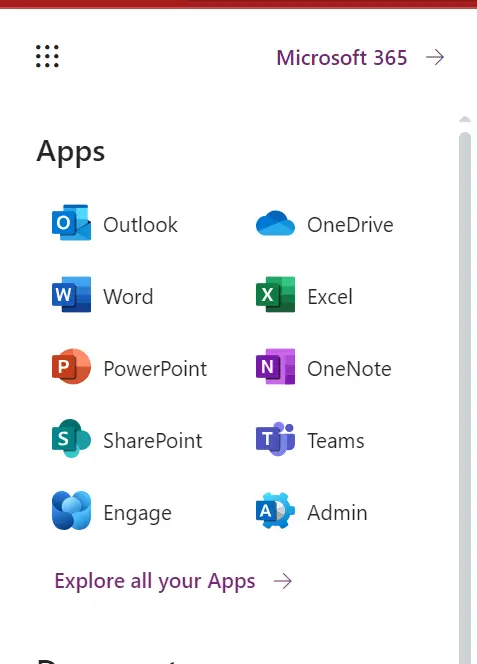 Microsoft 365 →
Apps
O Outlook
OneDrive
W Word
X Excel
P PowerPoint
N OneNote
S SharePoint
T Teams
Engage
A Admin
Explore all your Apps →